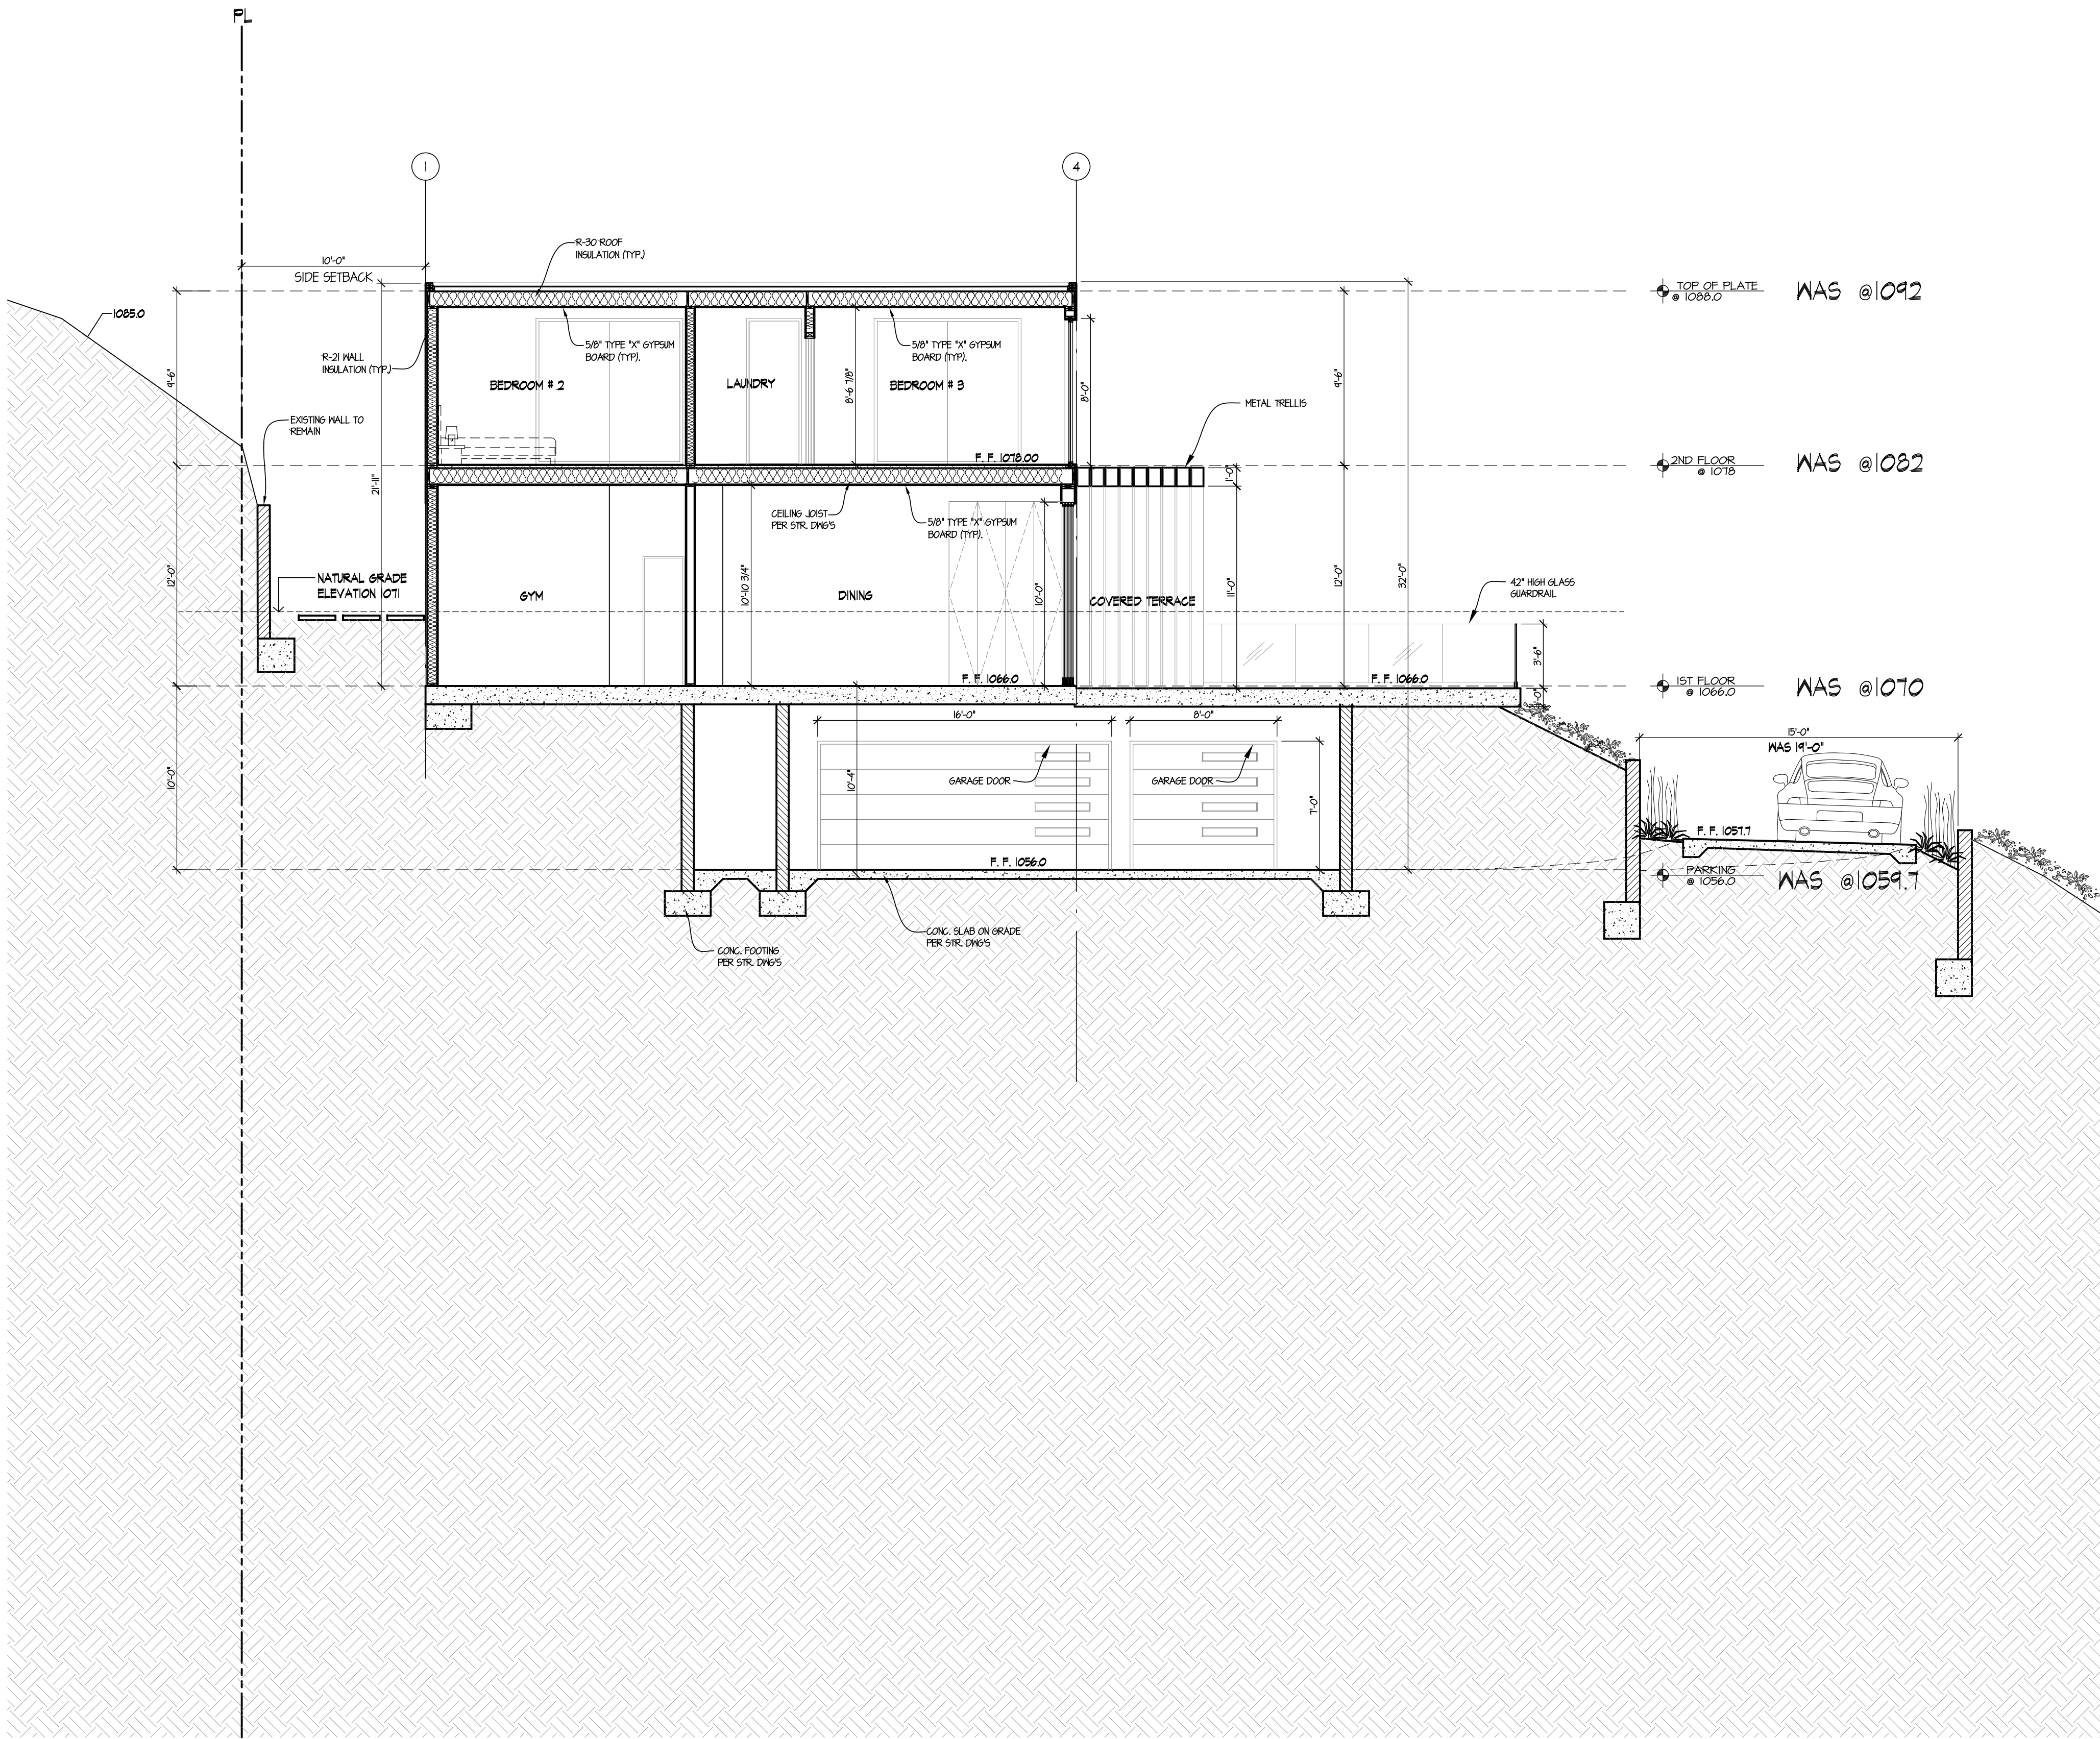 PL
1
4
R-30 ROOF
INSULATION (TYP.)
10'-0"
SIDE SETBACK
TOP OF PLATE
@ 1088.0
WAS @1092
1085.0
R-21 WALL
INSULATION (TYP.)
5/8" TYPE "X" GYPSUM
BOARD (TYP).
5/8" TYPE "X" GYPSUM
BOARD (TYP).
9'-6"
BEDROOM # 2
LAUNDRY
8'-6 7/8"
BEDROOM # 3
8'-0"
9'-6"
METAL TRELLIS
EXISTING WALL TO
REMAIN
F. F. 1078.00
2ND FLOOR
@ 1078
WAS @1082
21'-11"
1'-0"
CEILING JOIST
PER STR. DWG'S
5/8" TYPE "X" GYPSUM
BOARD (TYP).
12'-0"
NATURAL GRADE
ELEVATION 1071
GYM
10'-10 3/4"
DINING
10'-0"
COVERED TERRACE
11'-0"
12'-0"
32'-0"
42" HIGH GLASS
GUARDRAIL
3'-6"
F. F. 1066.0
F. F. 1066.0
1ST FLOOR
@ 1066.0
WAS @1070
1'-0"
16'-0"
8'-0"
15'-0"
WAS 19'-0"
10'-0"
10'-4"
GARAGE DOOR
GARAGE DOOR
7'-0"
F. F. 1057.7
F. F. 1056.0
PARKING
@ 1056.0
WAS @1059.7
CONC. SLAB ON GRADE
PER STR. DWG'S
CONC. FOOTING
PER STR. DWG'S